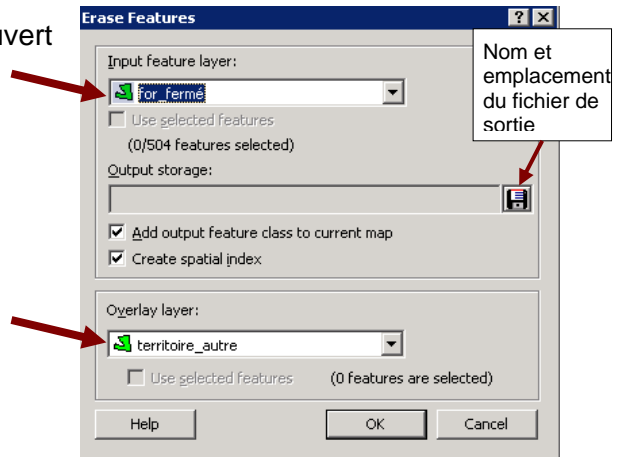 Erase Features
uvert
Nom et
emplacement
du fichier de
sortie
Input feature layer:
for_fermé
Use selected features
(0/504 features selected)
Output storage:
Add output feature class to current map
Create spatial index
Overlay layer:
territoire_autre
Use selected features (0 features are selected)
Help OK Cancel